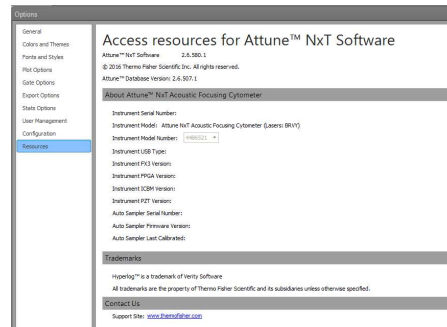 Options
General
Colors and Themes
Fonts and Styles
Plot Options
Gate Options
Export Options
Stats Options
User Management
Configuration
Resources
Access resources for Attune™ NxT Software
Attune™ NxT Software 2.6.580.1
© 2016 Thermo Fisher Scientific Inc. All rights reserved.
Attune™ Database Version: 2.6.507.1
About Attune™ NxT Acoustic Focusing Cytometer
Instrument Serial Number:
Instrument Model: Attune NxT Acoustic Focusing Cytometer (Lasers: BRVY)
Instrument Model Number: 4486521
Instrument USB Type:
Instrument FX3 Version:
Instrument FPGA Version:
Instrument ICBM Version:
Instrument PZT Version:
Auto Sampler Serial Number:
Auto Sampler Firmware Version:
Auto Sampler Last Calibrated:
Trademarks
Hyperlog™ is a trademark of Verity Software
All trademarks are the property of Thermo Fisher Scientific and its subsidiaries unless otherwise specified.
Contact Us
Support Site: www.thermofisher.com